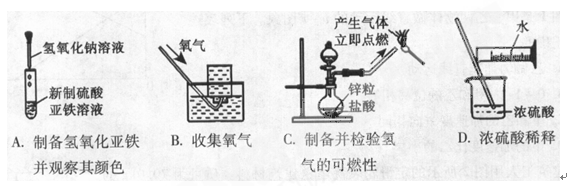 氢氧化钠溶液
新制硫酸
亚铁溶液
A. 制备氢氧化亚铁
并观察其颜色
氧气
B. 收集氧气
产生气体
立即点燃
锌粒
盐酸
C. 制备并检验氢
气的可燃性
水
浓硫酸
D. 浓硫酸稀释